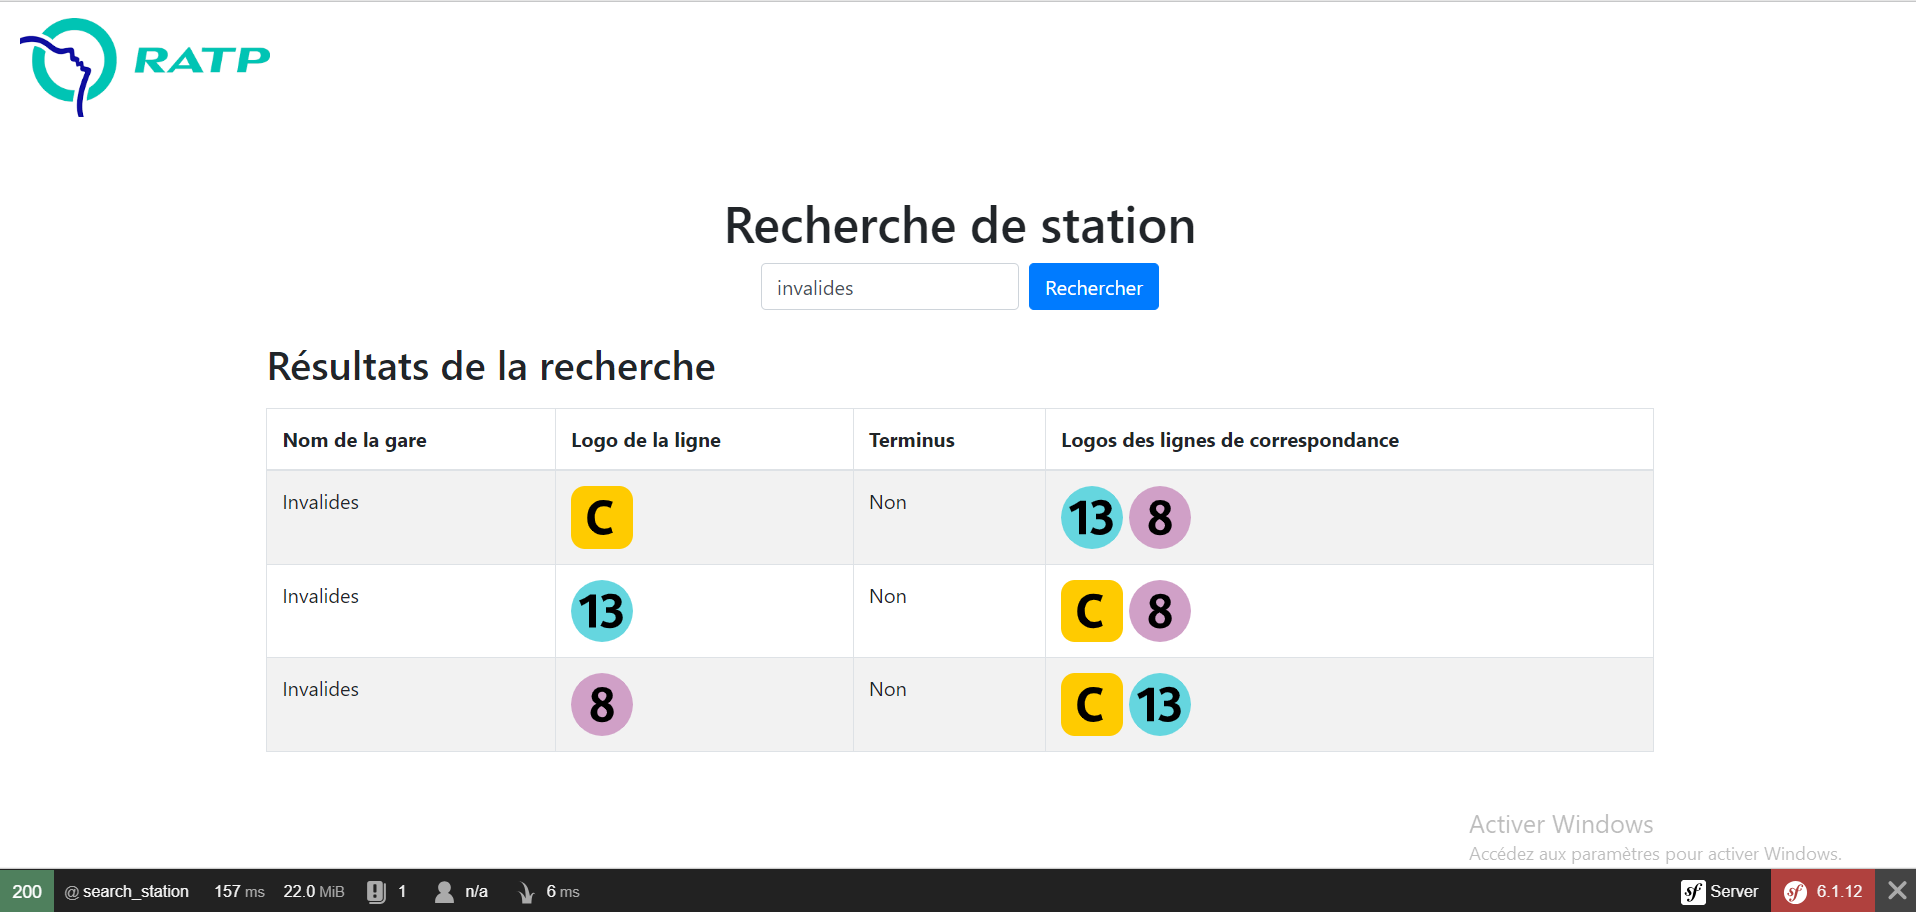 RATP
Recherche de station
invalides Rechercher
Résultats de la recherche
Nom de la gare Logo de la ligne Terminus Logos des lignes de correspondance
Invalides C Non 13 8
Invalides 13 Non C 8
Invalides 8 Non C 13
Activer Windows
Accédez aux paramètres pour activer Windows.
200 @ search_station 157 ms 22.0 MiB 1 n/a 6 ms sf Server sf 6.1.12